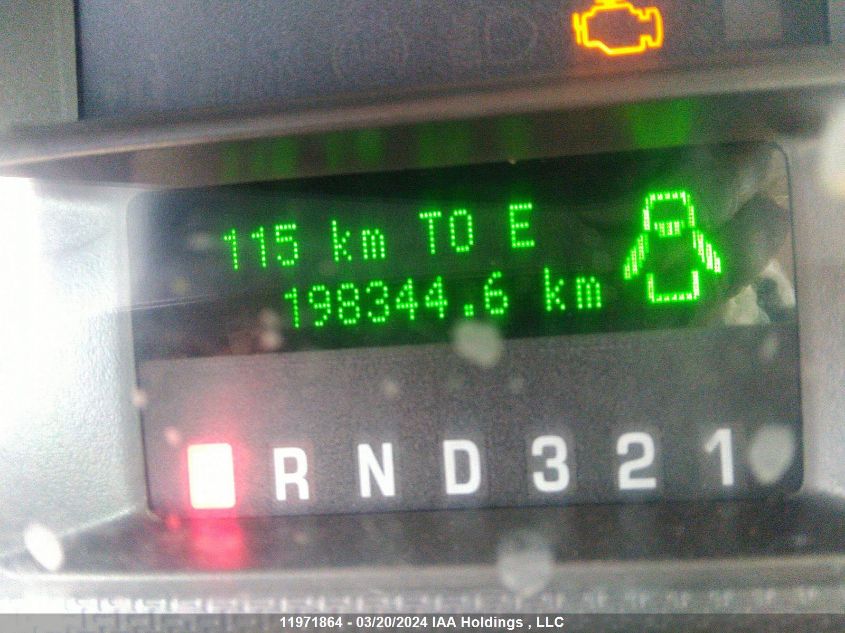 115 km TO E
198344.6 km
R N D 3 2 1
11971864 - 03/20/2024 IAA Holdings , LLC